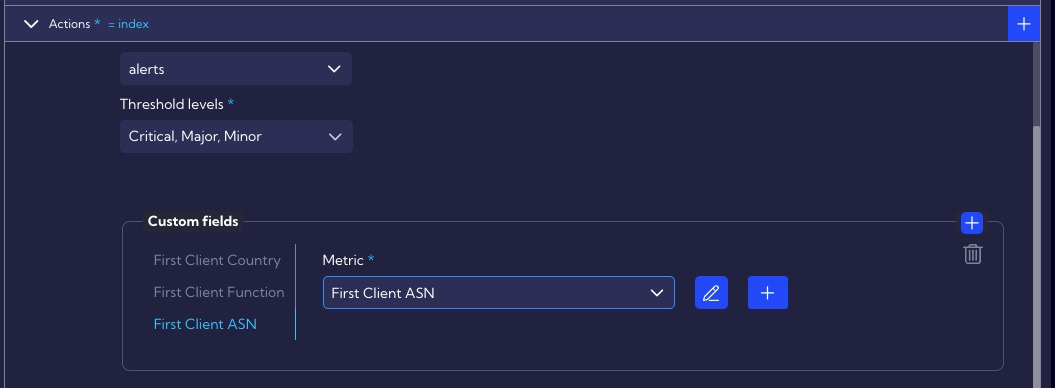 Actions * = index
alerts
Threshold levels *
Critical, Major, Minor
Custom fields
First Client Country
First Client Function
First Client ASN
Metric *
First Client ASN